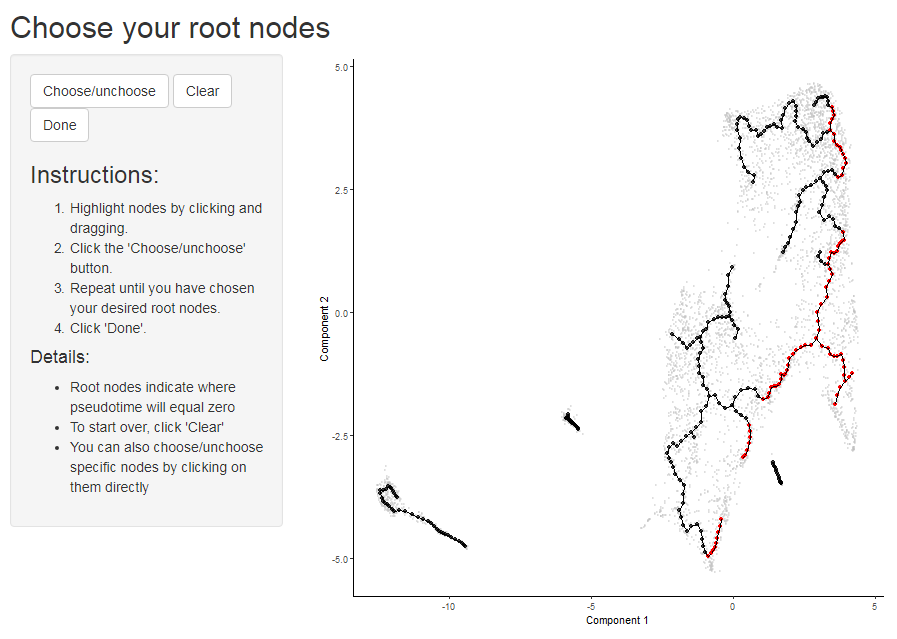 Choose your root nodes
Choose/unchoose
Clear
Done
Instructions:
1. Highlight nodes by clicking and
dragging.
2. Click the 'Choose/unchoose'
button.
3. Repeat until you have chosen
your desired root nodes.
4. Click 'Done'.
Details:
• Root nodes indicate where
pseudotime will equal zero
• To start over, click 'Clear'
• You can also choose/unchoose
specific nodes by clicking on
them directly
5.0
2.5
0.0
-2.5
-5.0
Component 2
-10
-5
0
5
Component 1